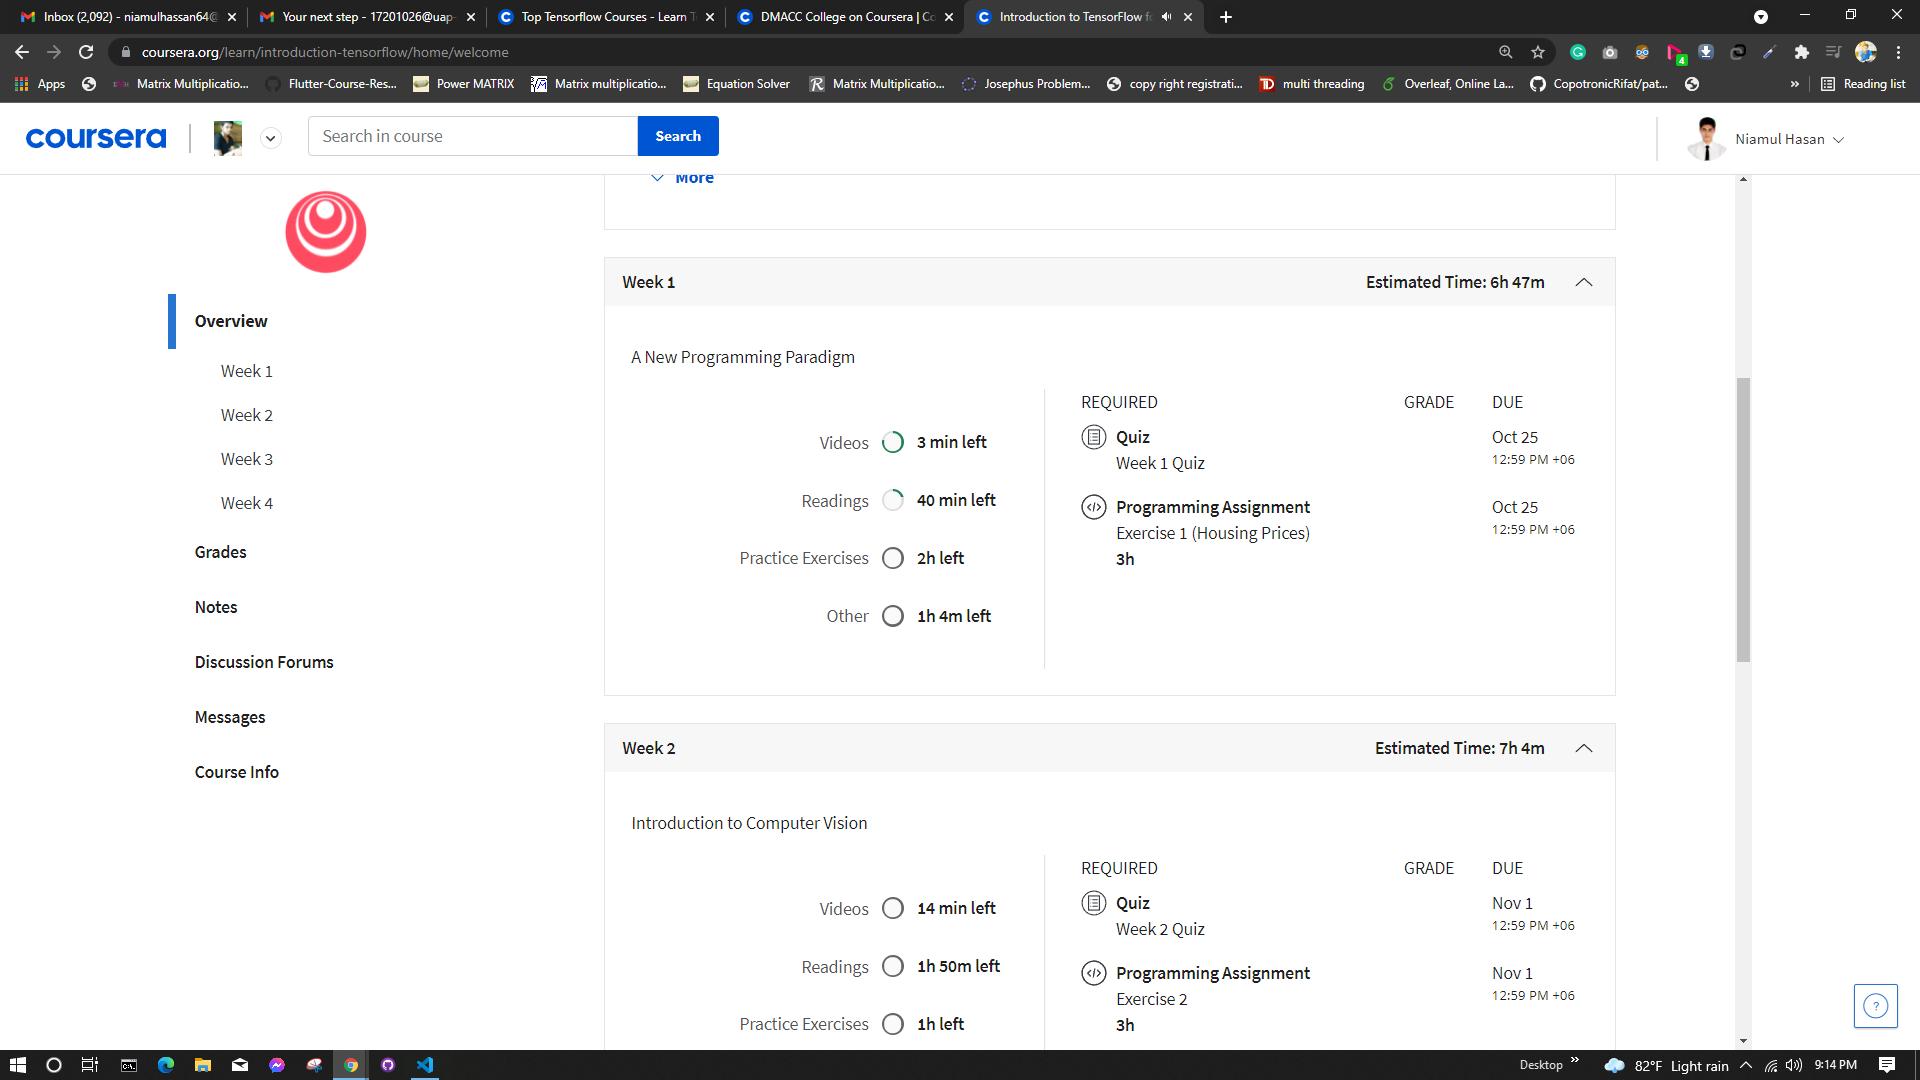 Inbox (2,092) - niamulhassan64@
Your next step - 17201026@uap-
Top Tensorflow Courses - Learn T
DMACC College on Coursera | Co
Introduction to TensorFlow fo
coursera.org/learn/introduction-tensorflow/home/welcome
4
Apps
Matrix Multiplicatio...
Flutter-Course-Res...
Power MATRIX
Matrix multiplicatio...
Equation Solver
Matrix Multiplicatio...
Josephus Problem...
copy right registrati...
multi threading
Overleaf, Online La...
CopotronicRifat/pat...
Reading list
coursera
Search in course
Search
Niamul Hasan
More
Overview
Week 1
Week 2
Week 3
Week 4
Grades
Notes
Discussion Forums
Messages
Course Info
Week 1
Estimated Time: 6h 47m
A New Programming Paradigm
Videos 3 min left
Readings 40 min left
Practice Exercises 2h left
Other 1h 4m left
REQUIRED GRADE DUE
Quiz Oct 25
Week 1 Quiz 12:59 PM +06
Programming Assignment Oct 25
Exercise 1 (Housing Prices) 12:59 PM +06
3h
Week 2
Estimated Time: 7h 4m
Introduction to Computer Vision
Videos 14 min left
Readings 1h 50m left
Practice Exercises 1h left
REQUIRED GRADE DUE
Quiz Nov 1
Week 2 Quiz 12:59 PM +06
Programming Assignment Nov 1
Exercise 2 12:59 PM +06
3h
?
Desktop
82°F Light rain
9:14 PM